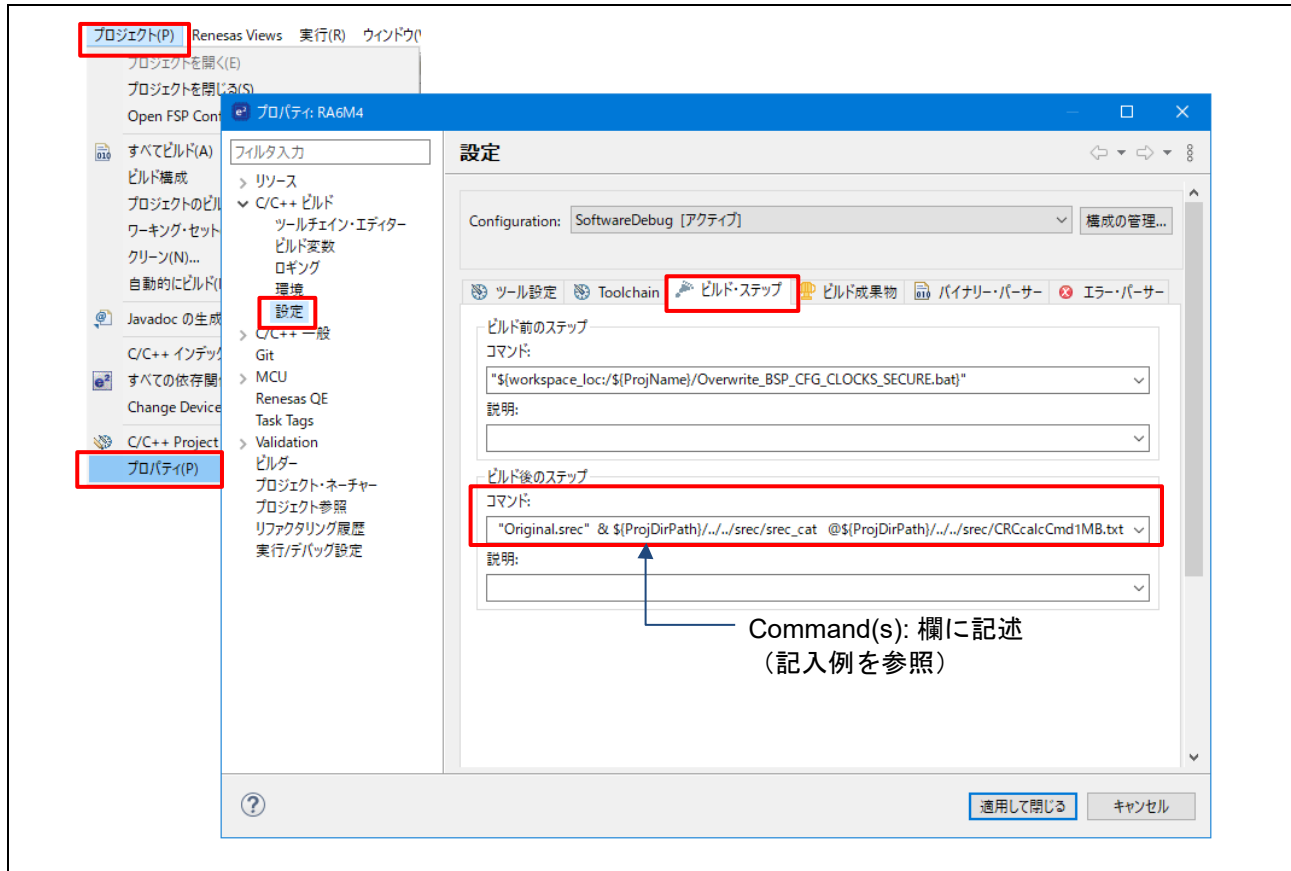 プロジェクト(P) Renesas Views 実行(R) ウィンドウ(
プロジェクトを開く(E)
プロジェクトを閉じる(S)
Open FSP Conf
すべてビルド(A)
ビルド構成
プロジェクトのビル
ワーキング・セット
クリーン(N)...
自動的にビルド(
Javadoc の生成
C/C++ インデック
すべての依存関
Change Device
C/C++ Project
プロパティ(P)
プロパティ: RA6M4
フィルタ入力
リソース
C/C++ ビルド
ツールチェイン・エディター
ビルド変数
ロギング
環境
設定
C/C++ 一般
Git
MCU
Renesas QE
Task Tags
Validation
ビルダー
プロジェクト・ネーチャー
プロジェクト参照
リファクタリング履歴
実行/デバッグ設定
設定
Configuration: SoftwareDebug [アクティブ] 構成の管理...
ツール設定 Toolchain ビルド・ステップ ビルド成果物 バイナリー・パーサー エラー・パーサー
ビルド前のステップ
コマンド:
"${workspace_loc:/${ProjName}/Overwrite_BSP_CFG_CLOCKS_SECURE.bat}"
説明:
ビルド後のステップ
コマンド:
"Original.srec" & ${ProjDirPath}/../../srec/srec_cat @${ProjDirPath}/../../srec/CRCcalcCmd1MB.txt
説明:
Command(s): 欄に記述
（記入例を参照）
適用して閉じる キャンセル